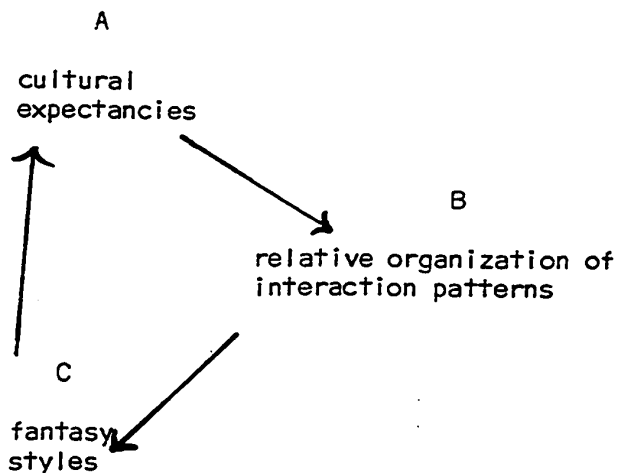 A
cultural
expectancies
B
relative organization of
interaction patterns
C
fantasy
styles